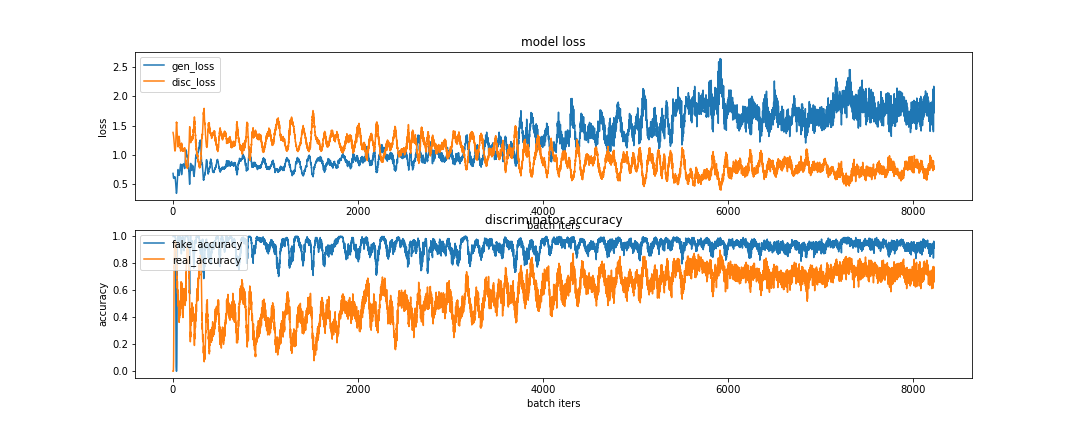 model loss
gen_loss
disc_loss
loss
2.5
2.0
1.5
1.0
0.5
0 2000 4000 6000 8000
batch iters
discriminator accuracy
fake_accuracy
real_accuracy
accuracy
1.0
0.8
0.6
0.4
0.2
0.0
0 2000 4000 6000 8000
batch iters